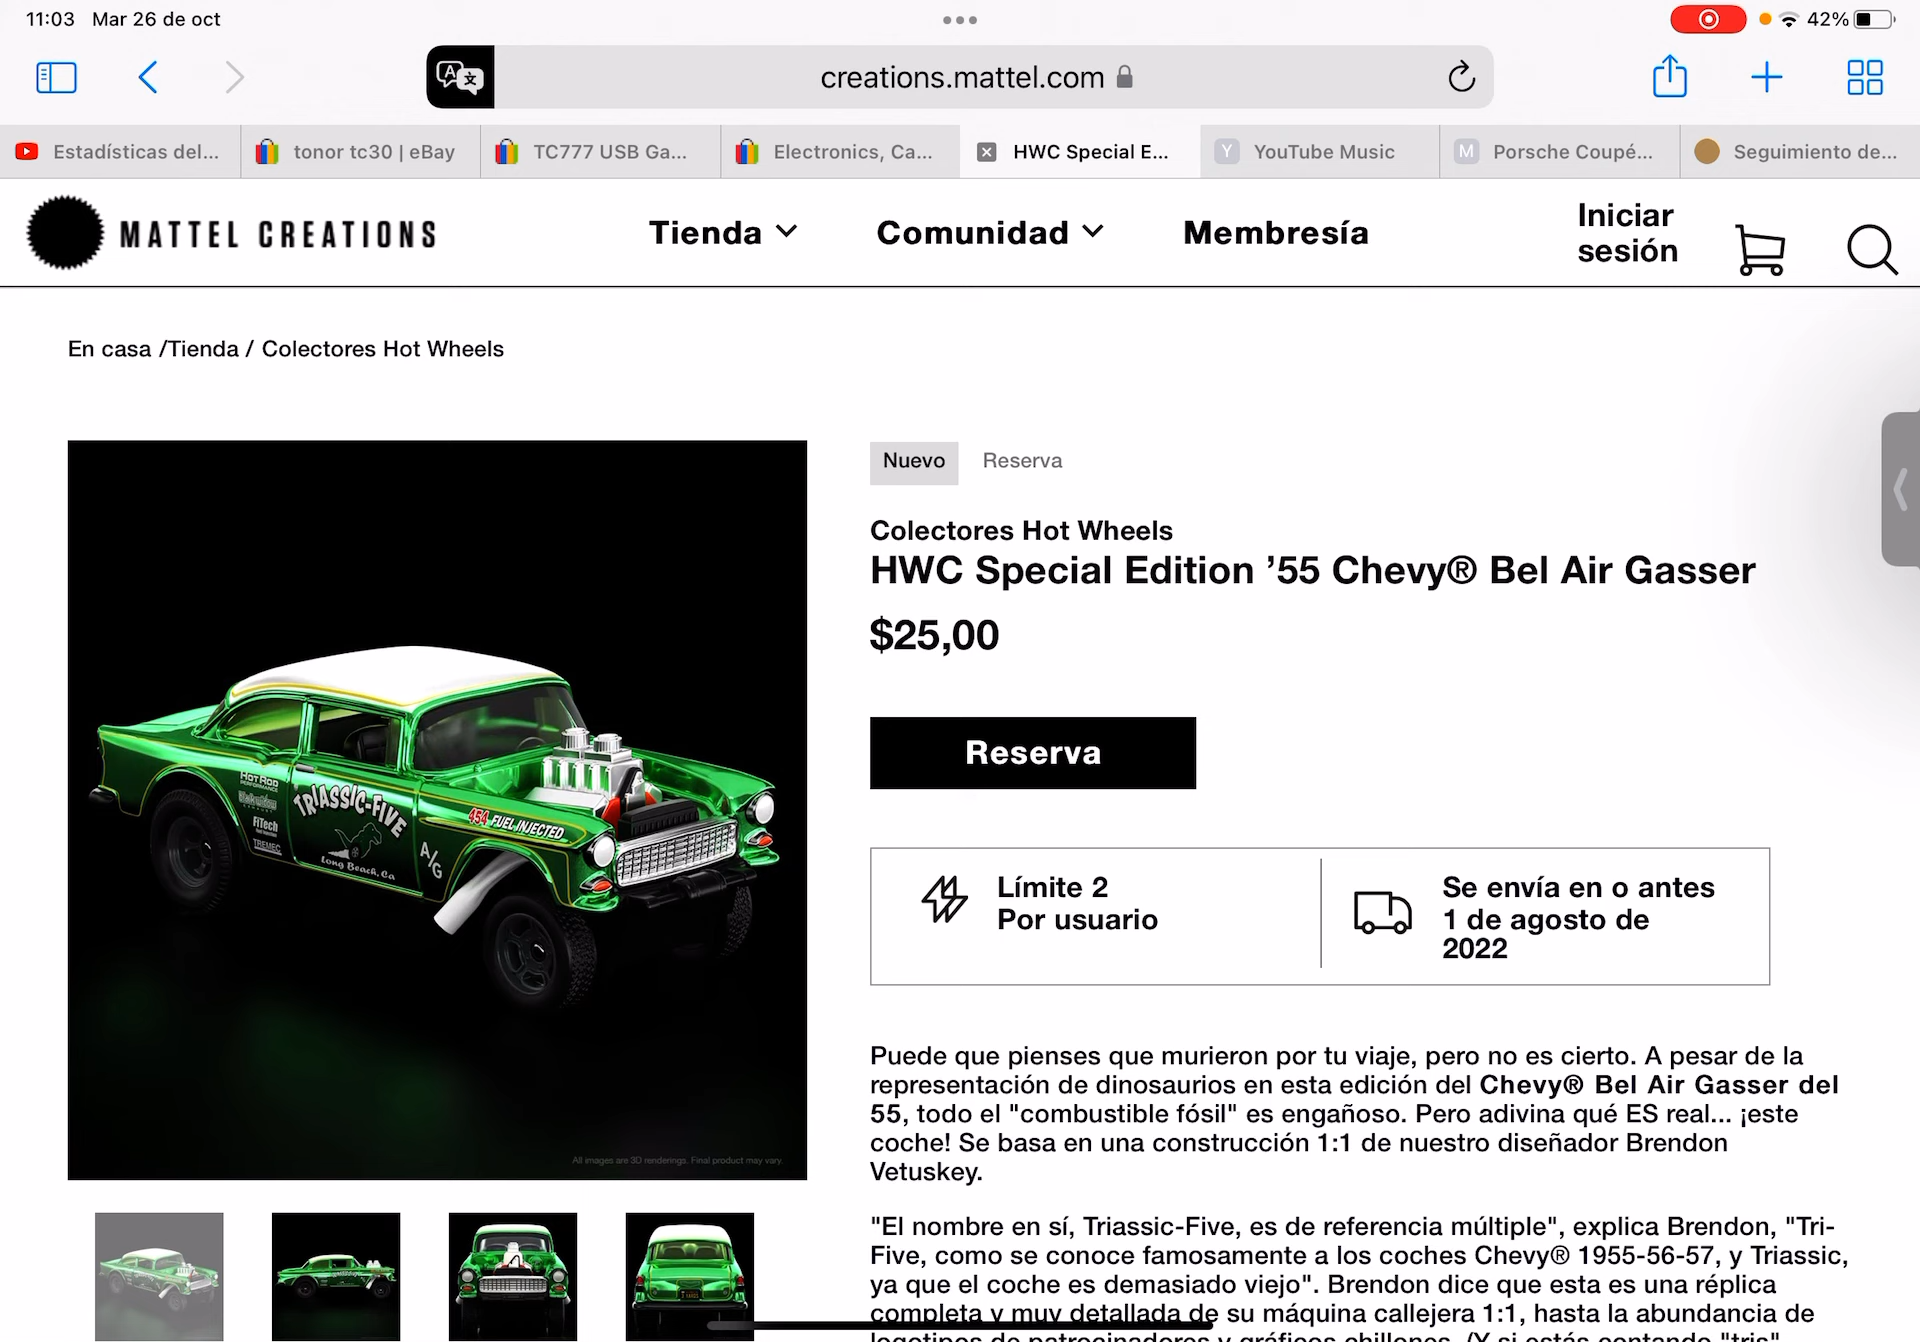 11:03 Mar 26 de oct
42%
creations.mattel.com
Estadísticas del...
tonor tc30 | eBay
TC777 USB Ga...
Electronics, Ca...
HWC Special E...
YouTube Music
Porsche Coupé...
Seguimiento de...
MATTEL CREATIONS
Tienda
Comunidad
Membresía
Iniciar
sesión
En casa /Tienda / Colectores Hot Wheels
Nuevo
Reserva
Colectores Hot Wheels
HWC Special Edition ’55 Chevy® Bel Air Gasser
$25,00
Reserva
Límite 2
Por usuario
Se envía en o antes
1 de agosto de
2022
HOT ROD
PERFORMANCE
FiTech
TREMEC
TRIASSIC-FIVE
Long Beach, Ca
A/G
454 FUEL INJECTED
All images are 3D renderings. Final product may vary.
Puede que pienses que murieron por tu viaje, pero no es cierto. A pesar de la
representación de dinosaurios en esta edición del Chevy® Bel Air Gasser del
55, todo el "combustible fósil" es engañoso. Pero adivina qué ES real... ¡este
coche! Se basa en una construcción 1:1 de nuestro diseñador Brendon
Vetuskey.
"El nombre en sí, Triassic-Five, es de referencia múltiple", explica Brendon, "Tri-
Five, como se conoce famosamente a los coches Chevy® 1955-56-57, y Triassic,
ya que el coche es demasiado viejo". Brendon dice que esta es una réplica
completa y muy detallada de su máquina callejera 1:1, hasta la abundancia de
logotipos de patrocinadores y gráficos chillones. (Y si estás contando "tris"